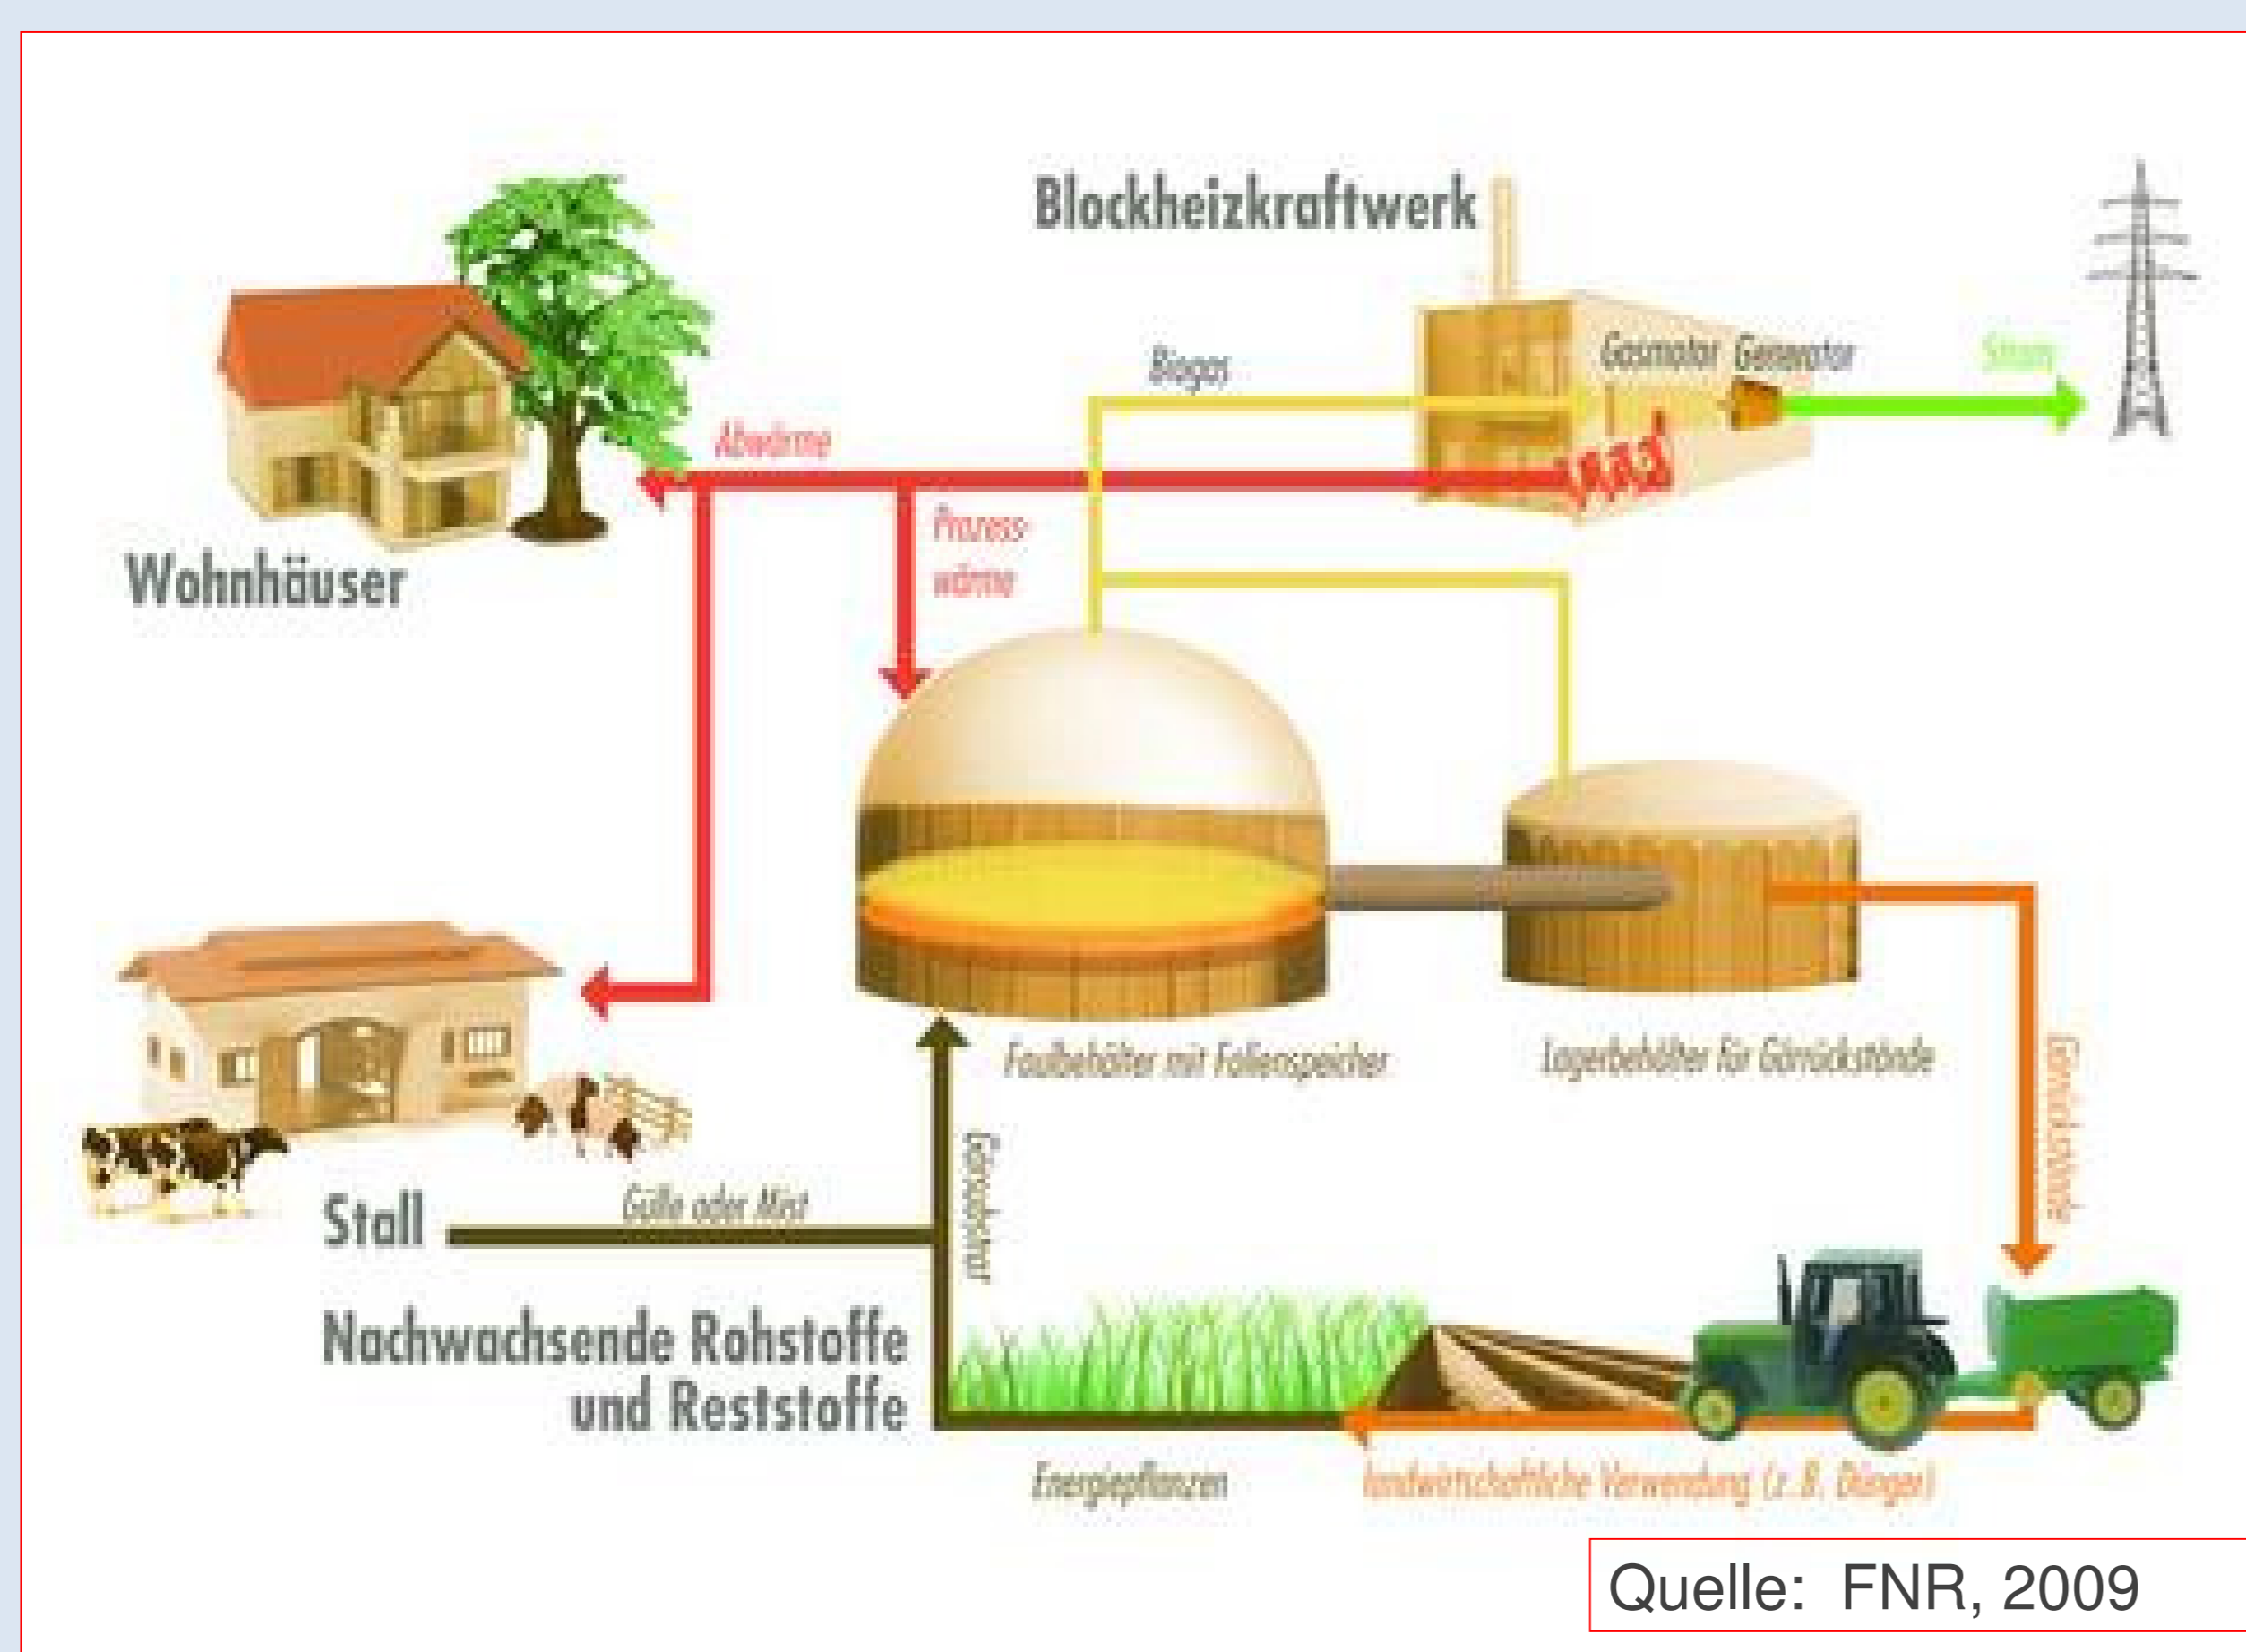 Blockheizkraftwerk
Gasmotor Generator
Strom
Biogas
Abwärme
Prozess-
wärme
Wohnhäuser
Faulbehälter mit Folienspeicher
Lagerbehälter für Gärrückstände
Gärrückstände
Gärsubstrat
Gülle oder Mist
Stall
Nachwachsende Rohstoffe
und Reststoffe
Energiepflanzen
landwirtschaftliche Verwendung (z.B. Dünger)
Quelle: FNR, 2009